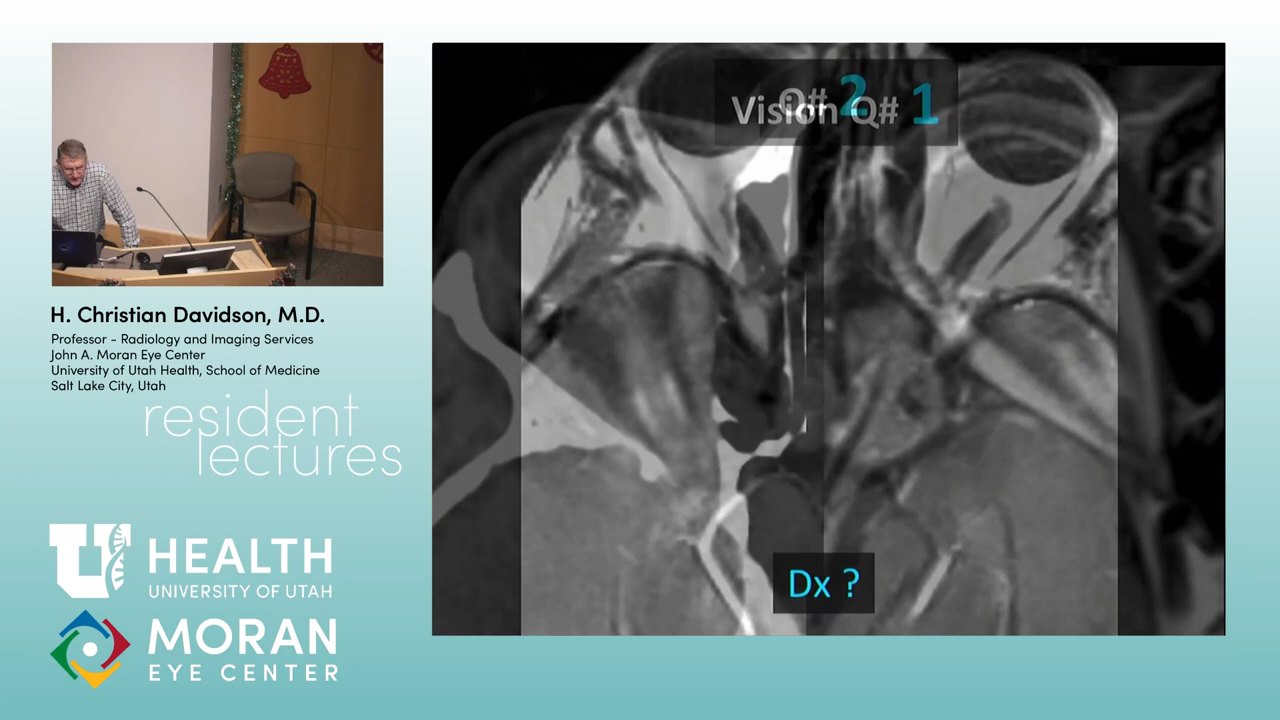 H. Christian Davidson, M.D.
Professor - Radiology and Imaging Services
John A. Moran Eye Center
University of Utah Health, School of Medicine
Salt Lake City, Utah
resident
lectures
U HEALTH
UNIVERSITY OF UTAH
MORAN
EYE CENTER
Q# 2
Vision Q# 1
Dx ?